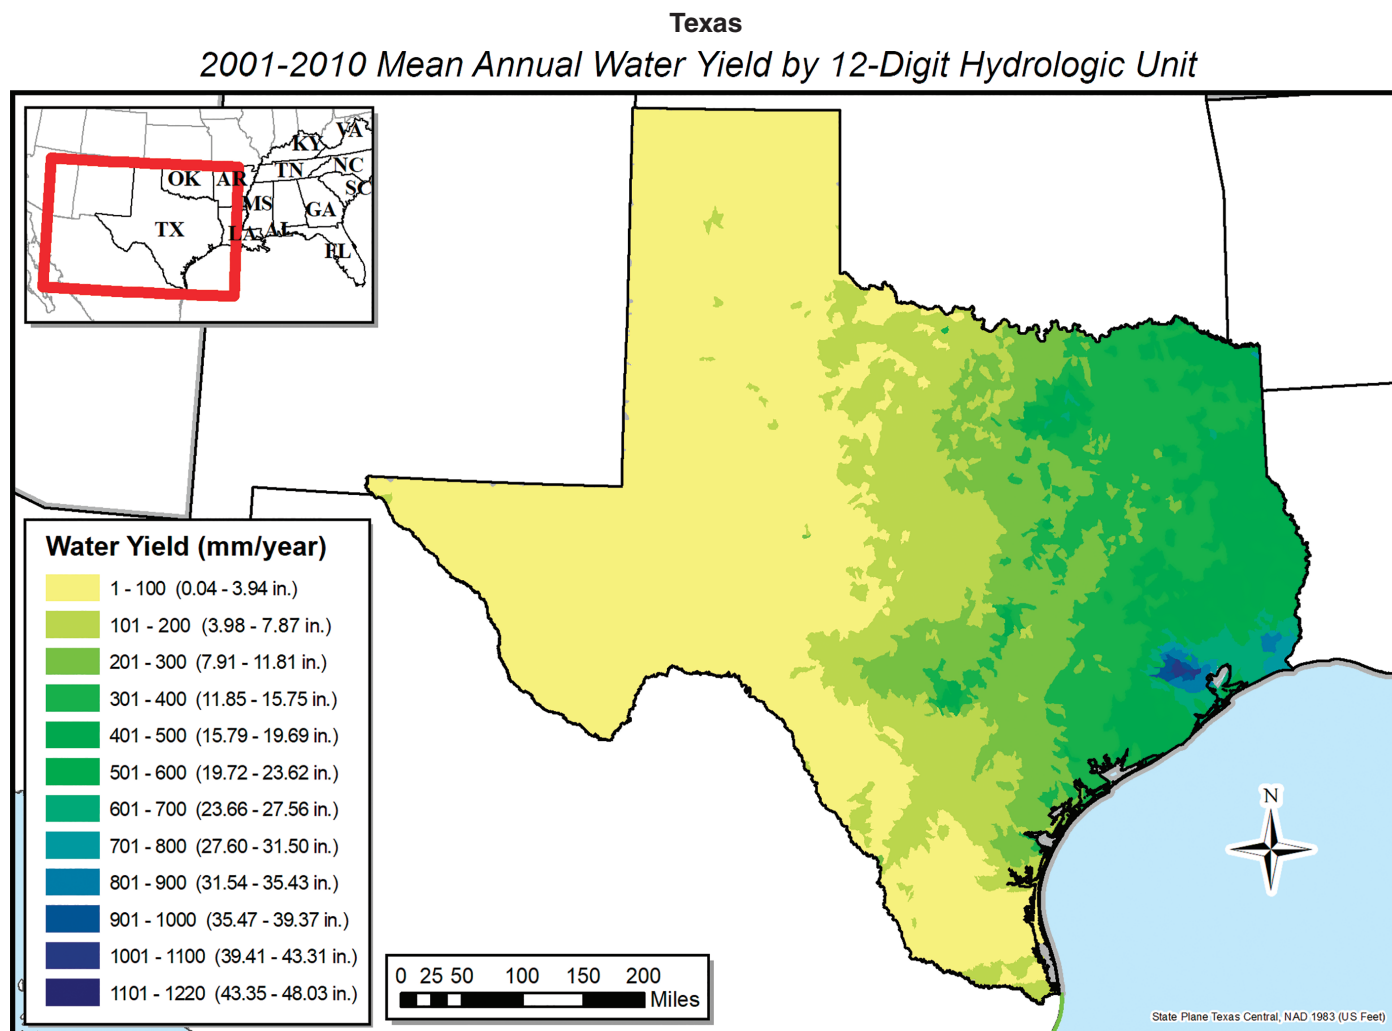 Texas
2001-2010 Mean Annual Water Yield by 12-Digit Hydrologic Unit
KY
VA
TN
NC
OK
AR
SC
MS
GA
TX
LA
AL
FL
Water Yield (mm/year)
1 - 100 (0.04 - 3.94 in.)
101 - 200 (3.98 - 7.87 in.)
201 - 300 (7.91 - 11.81 in.)
301 - 400 (11.85 - 15.75 in.)
401 - 500 (15.79 - 19.69 in.)
501 - 600 (19.72 - 23.62 in.)
601 - 700 (23.66 - 27.56 in.)
701 - 800 (27.60 - 31.50 in.)
801 - 900 (31.54 - 35.43 in.)
901 - 1000 (35.47 - 39.37 in.)
1001 - 1100 (39.41 - 43.31 in.)
1101 - 1220 (43.35 - 48.03 in.)
N
0 25 50 100 150 200
Miles
State Plane Texas Central, NAD 1983 (US Feet)